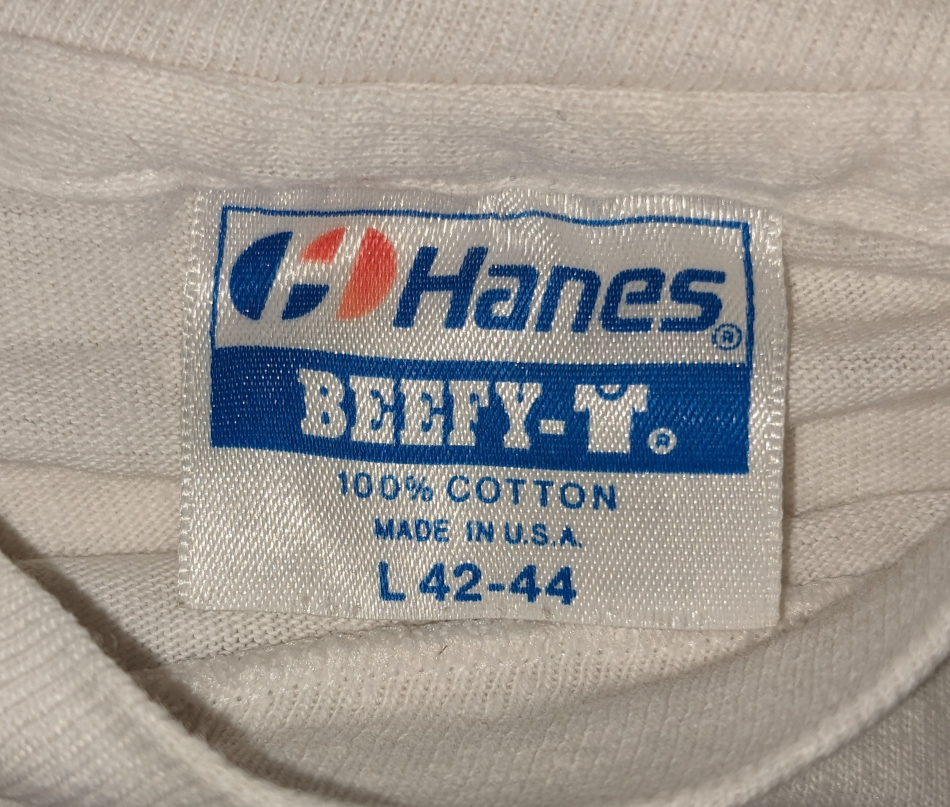 Hanes®
BEEFY-T®
100% COTTON
MADE IN U.S.A.
L 42-44